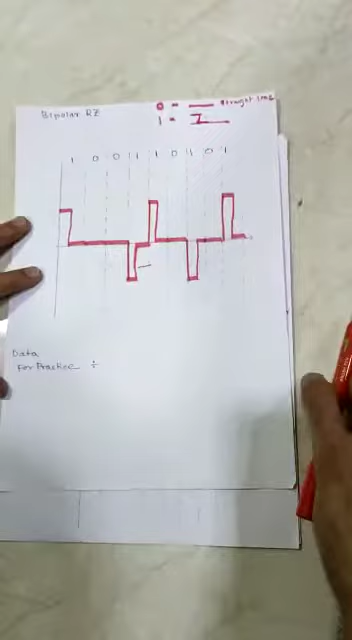 Bipolar RZ
0 = straight line
1 =
1 0 0 1 1 0 1 0 1
Data
For Practice ÷